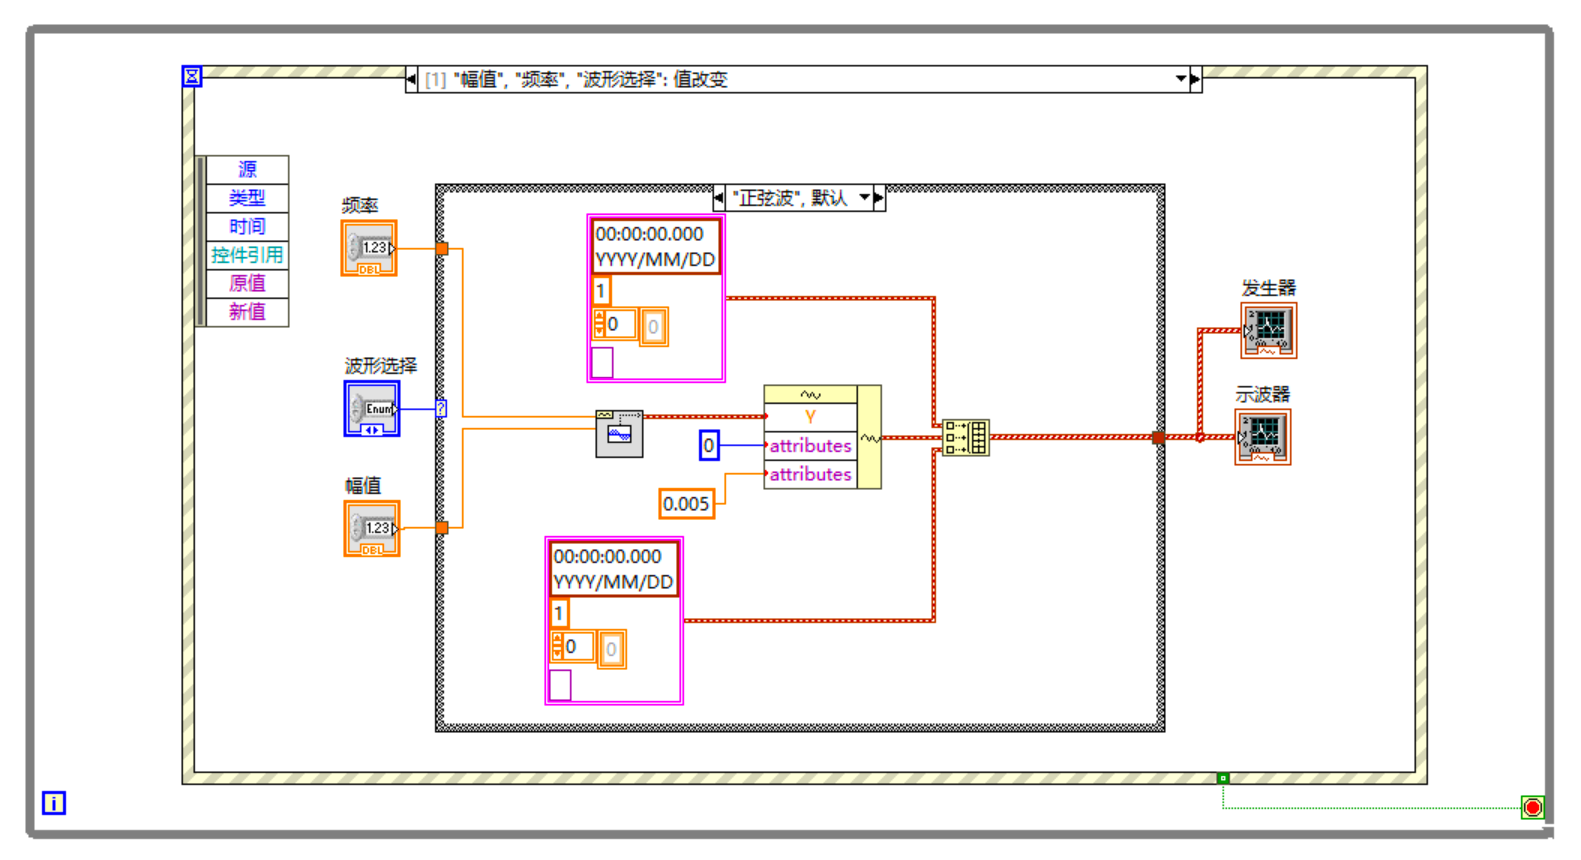 [1] "幅值", "频率", "波形选择": 值改变
源
类型
时间
控件引用
原值
新值
频率
1.23
DBL
波形选择
Enum
幅值
1.23
DBL
"正弦波", 默认
00:00:00.000
YYYY/MM/DD
1
0
0
?
Y
0
attributes
attributes
0.005
00:00:00.000
YYYY/MM/DD
1
0
0
发生器
示波器
i